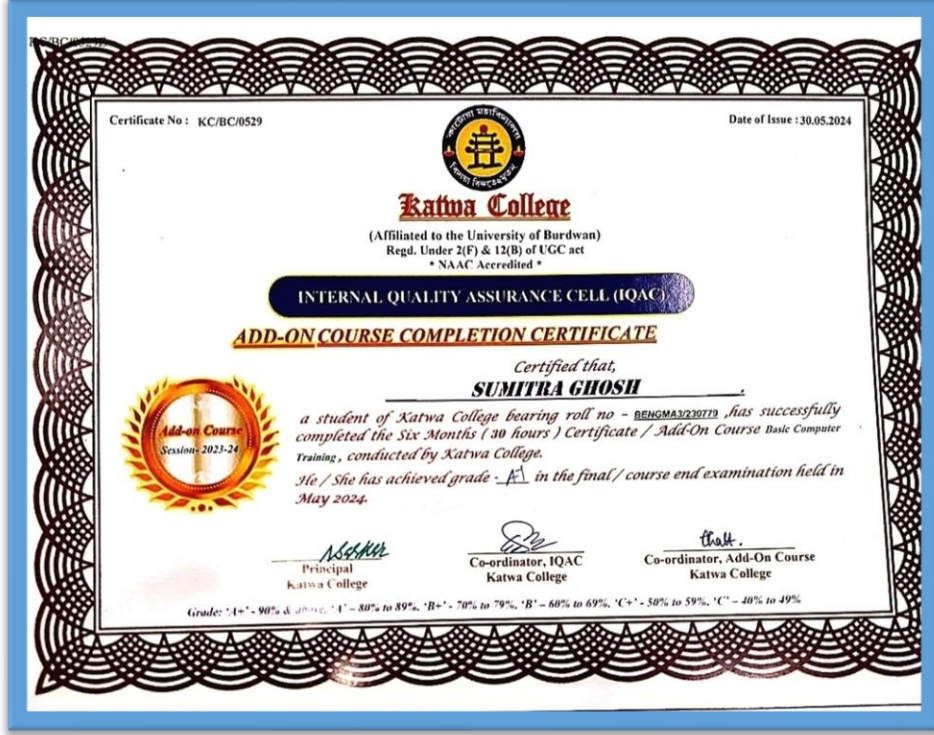 Certificate No : KC/BC/0529
Date of Issue : 30.05.2024
কাটোয়া মহাবিদ্যালয়
Katwa College
(Affiliated to the University of Burdwan)
Regd. Under 2(F) & 12(B) of UGC act
* NAAC Accredited *
INTERNAL QUALITY ASSURANCE CELL (IQAC)
ADD-ON COURSE COMPLETION CERTIFICATE
Certified that,
SUMITRA GHOSH .
a student of Katwa College bearing roll no – BENGMA3/230779 ,has successfully
completed the Six Months ( 30 hours ) Certificate / Add-On Course Basic Computer
Training , conducted by Katwa College.
He / She has achieved grade - in the final / course end examination held in
May 2024.
Add-on Course
Session- 2023-24
Principal
Katwa College
Co-ordinator, IQAC
Katwa College
Co-ordinator, Add-On Course
Katwa College
Grade: 'A+' - 90% & above, 'A' – 80% to 89%, 'B+' - 70% to 79%, 'B' – 60% to 69%, 'C+' - 50% to 59%, 'C' – 40% to 49%